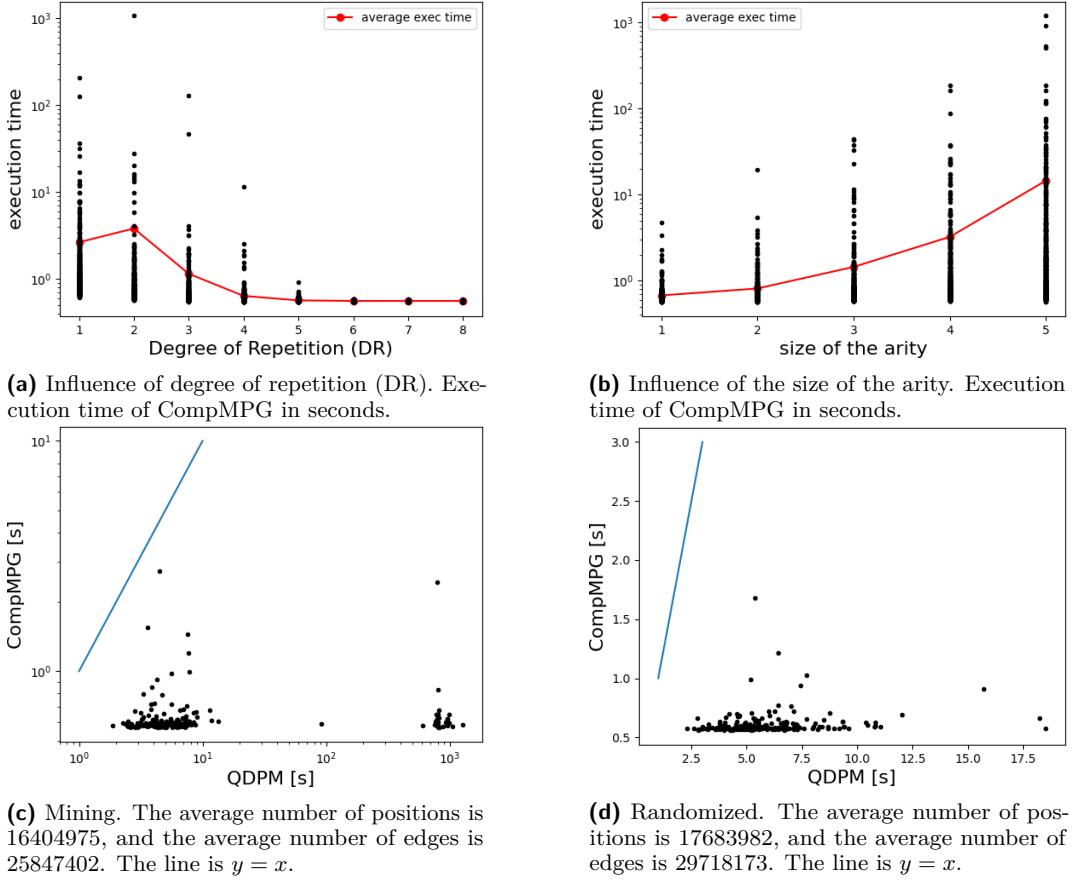 average exec time
execution time
10³
10²
10¹
10⁰
1 2 3 4 5 6 7 8
Degree of Repetition (DR)
(a) Influence of degree of repetition (DR). Exe-
cution time of CompMPG in seconds.
average exec time
execution time
10³
10²
10¹
10⁰
1 2 3 4 5
size of the arity
(b) Influence of the size of the arity. Execution
time of CompMPG in seconds.
CompMPG [s]
10¹
10⁰
10⁰ 10¹ 10² 10³
QDPM [s]
(c) Mining. The average number of positions is
16404975, and the average number of edges is
25847402. The line is y = x.
CompMPG [s]
3.0
2.5
2.0
1.5
1.0
0.5
2.5 5.0 7.5 10.0 12.5 15.0 17.5
QDPM [s]
(d) Randomized. The average number of pos-
itions is 17683982, and the average number of
edges is 29718173. The line is y = x.